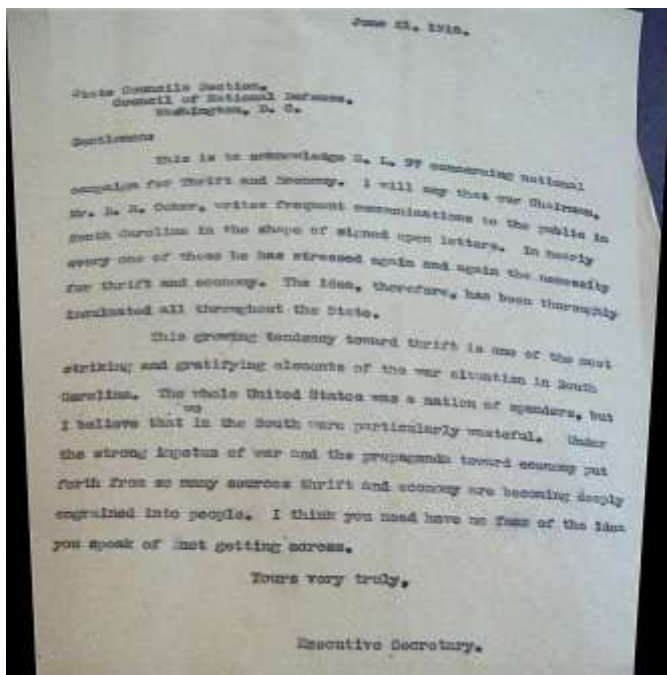 June 21, 1918.
State Councils Section,
Council of National Defense,
Washington, D. C.
Gentlemen:
This is to acknowledge G. L. 97 concerning national
campaign for Thrift and Economy. I will say that our Chairman,
Mr. D. R. Coker, writes frequent communications to the public in
South Carolina in the shape of signed open letters. In nearly
every one of these he has stressed again and again the necessity
for thrift and economy. The idea, therefore, has been thoroughly
inculcated all throughout the State.
This growing tendency toward thrift is one of the most
striking and gratifying elements of the war situation in South
Carolina. The whole United States was a nation of spenders, but
we
I believe that in the South were particularly wasteful. Under
the strong impetus of war and the propaganda toward economy put
forth from so many sources thrift and economy are becoming deeply
engrained into people. I think you need have no fear of the idea
you speak of not getting across.
Yours very truly,
Executive Secretary.